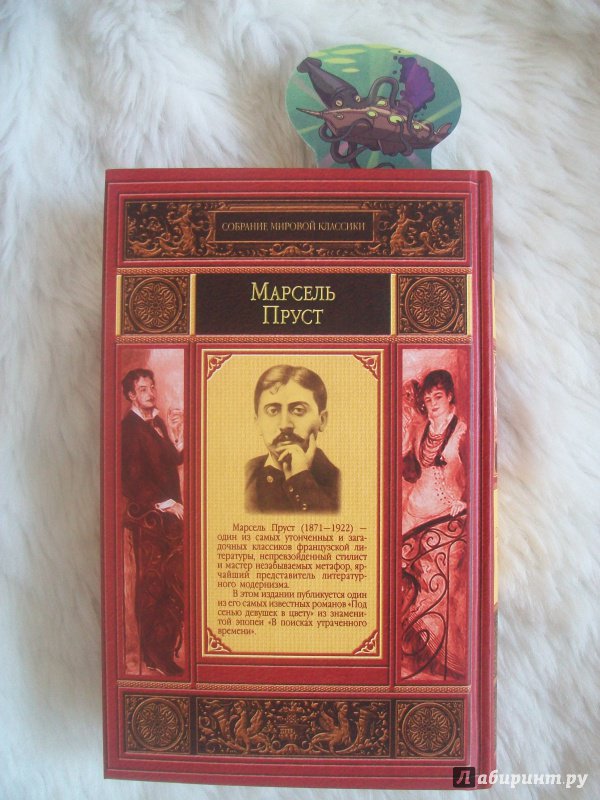 СОБРАНИЕ МИРОВОЙ КЛАССИКИ
МАРСЕЛЬ
ПРУСТ
Марсель Пруст (1871—1922) —
один из самых утонченных и зага-
дочных классиков французской ли-
тературы, непревзойденный стилист
и мастер незабываемых метафор, яр-
чайший представитель литератур-
ного модернизма.
В этом издании публикуется один
из его самых известных романов «Под
сенью девушек в цвету» из знамени-
той эпопеи «В поисках утраченного
времени».
Лабиринт.ру